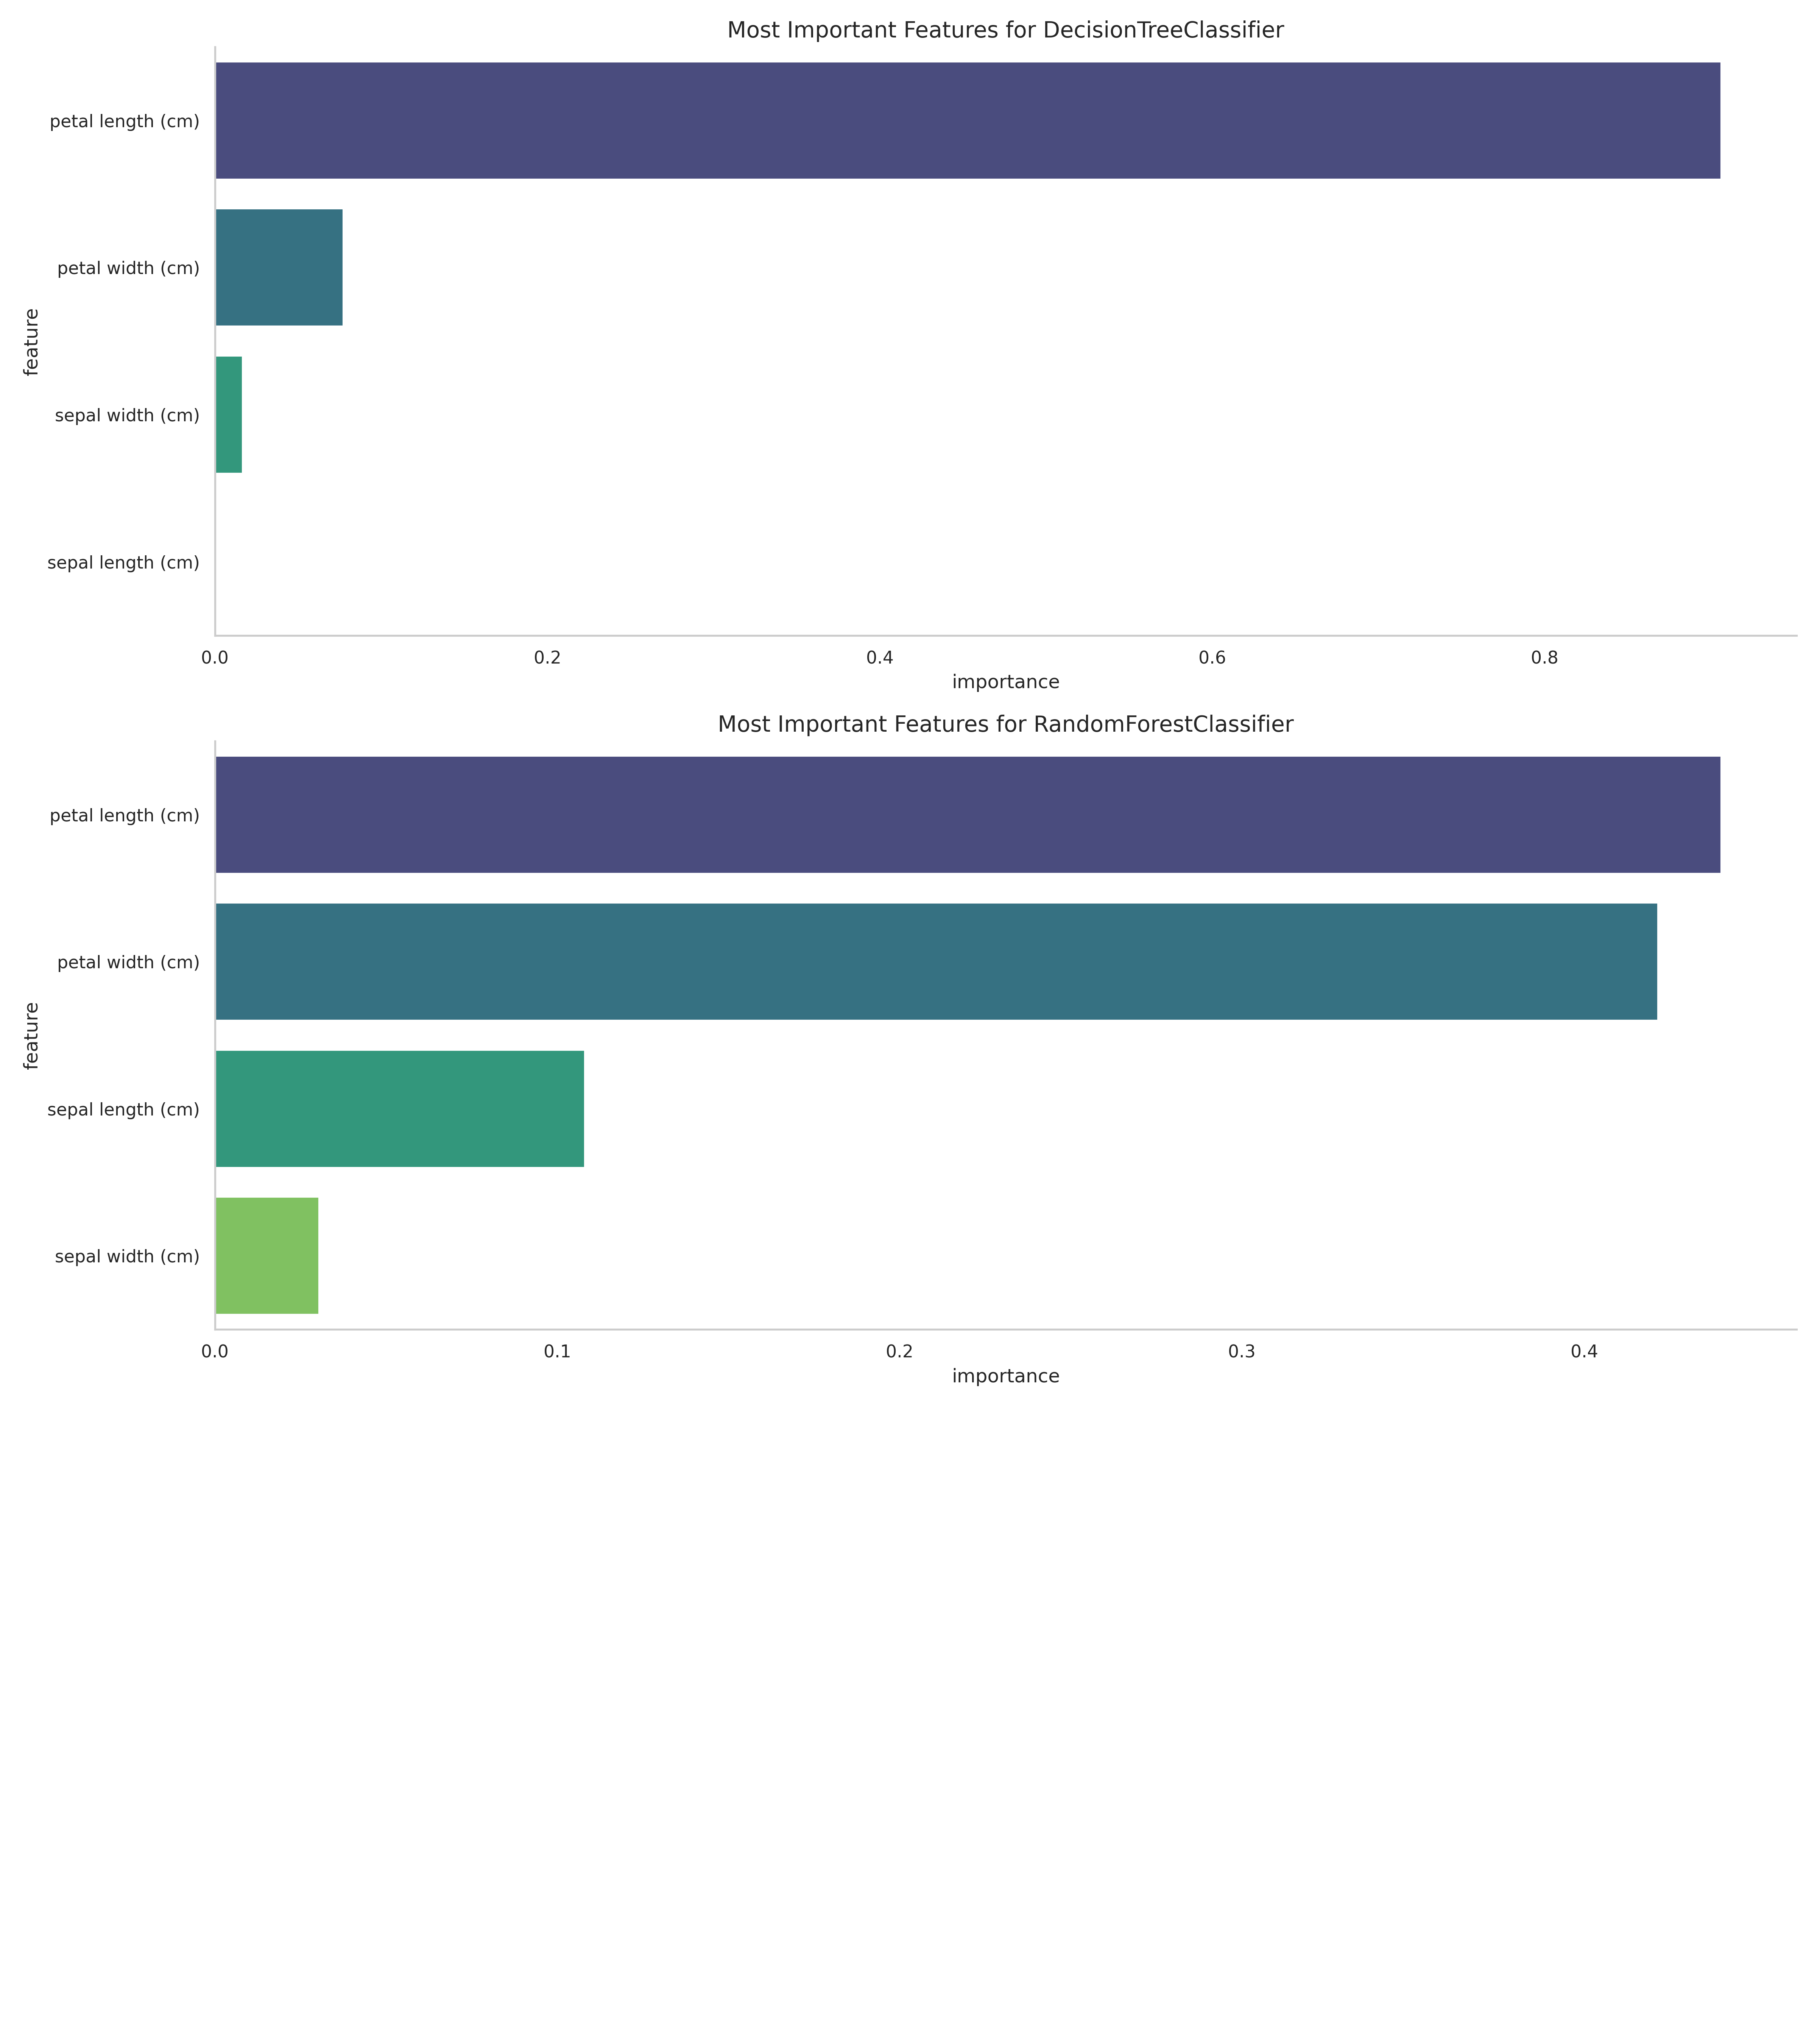 Most Important Features for DecisionTreeClassifier
petal length (cm)
petal width (cm)
sepal width (cm)
sepal length (cm)
feature
0.0 0.2 0.4 0.6 0.8
importance
Most Important Features for RandomForestClassifier
petal length (cm)
petal width (cm)
sepal length (cm)
sepal width (cm)
feature
0.0 0.1 0.2 0.3 0.4
importance